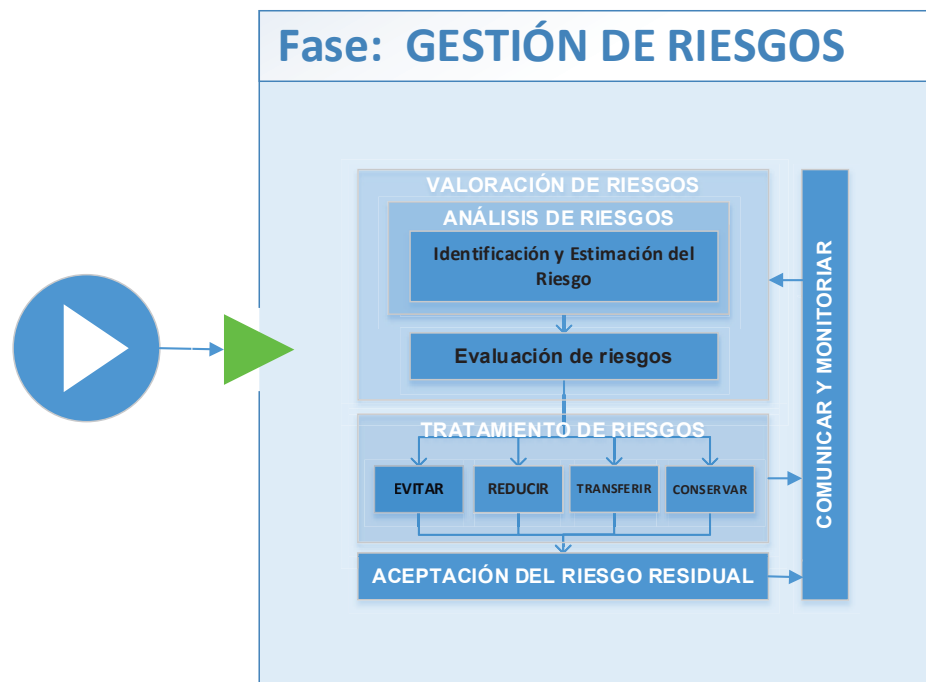 Fase: GESTIÓN DE RIESGOS
VALORACIÓN DE RIESGOS
ANÁLISIS DE RIESGOS
Identificación y Estimación del
Riesgo
Evaluación de riesgos
TRATAMIENTO DE RIESGOS
EVITAR
REDUCIR
TRANSFERIR
CONSERVAR
ACEPTACIÓN DEL RIESGO RESIDUAL
COMUNICAR Y MONITORIAR